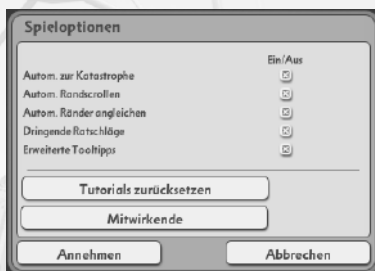 Spieloptionen
Ein/Aus
Autom. zur Katastrophe
Autom. Randscrollen
Autom. Ränder angleichen
Dringende Ratschläge
Erweiterte Tooltipps
Tutorials zurücksetzen
Mitwirkende
Annehmen Abbrechen